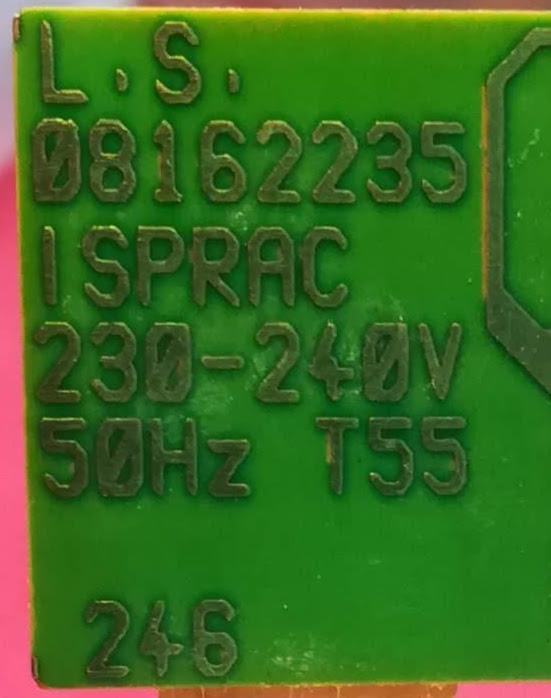 L.S.
08162235
ISPRAC
230-240V
50Hz T55
246